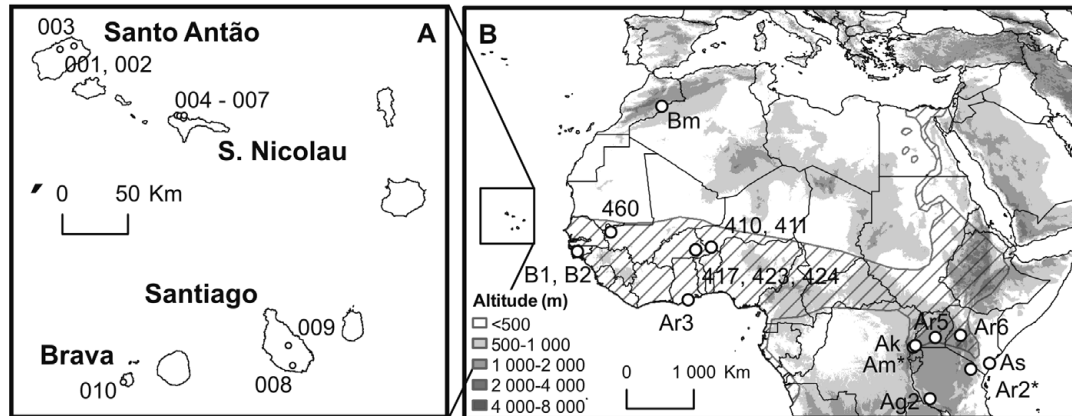 A
Santo Antão
003
001, 002
004 - 007
S. Nicolau
0 50 Km
Santiago
009
008
Brava
010
B
Bm
460
410, 411
B1, B2
417, 423, 424
Altitude (m)
<500
500-1 000
1 000-2 000
2 000-4 000
4 000-8 000
Ar3
0 1 000 Km
Ar5
Ar6
Ak
Am*
As
Ar2*
Ag2